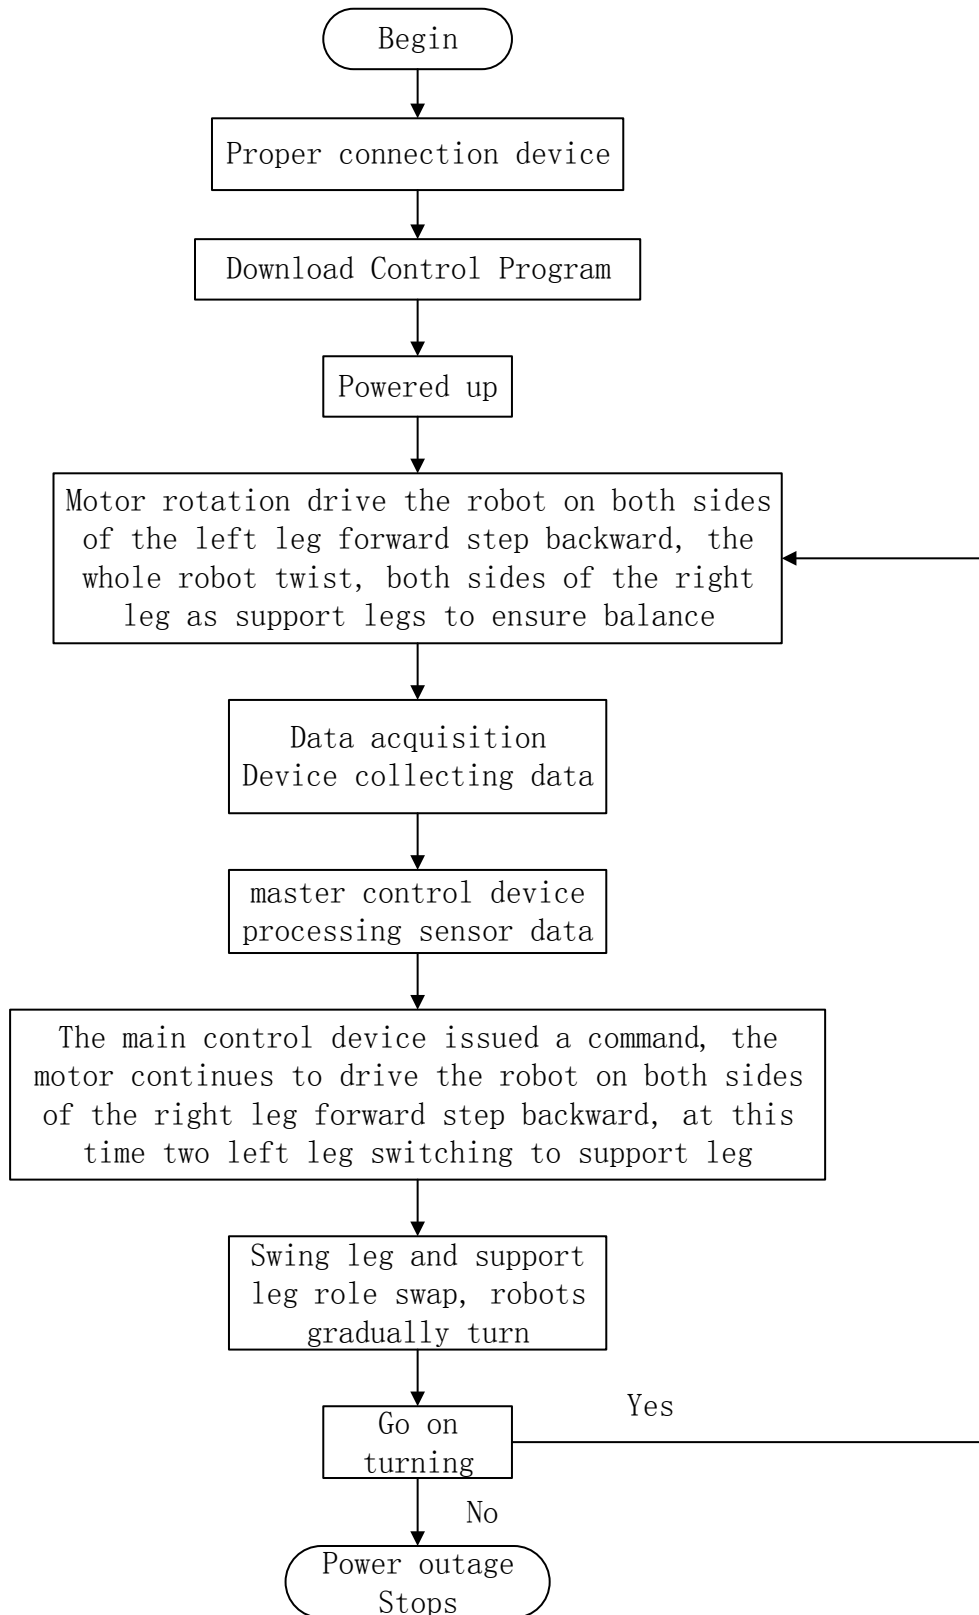 Begin
Proper connection device
Download Control Program
Powered up
Motor rotation drive the robot on both sides
of the left leg forward step backward, the
whole robot twist, both sides of the right
leg as support legs to ensure balance
Data acquisition
Device collecting data
master control device
processing sensor data
The main control device issued a command, the
motor continues to drive the robot on both sides
of the right leg forward step backward, at this
time two left leg switching to support leg
Swing leg and support
leg role swap, robots
gradually turn
Yes
Go on
turning
No
Power outage
Stops